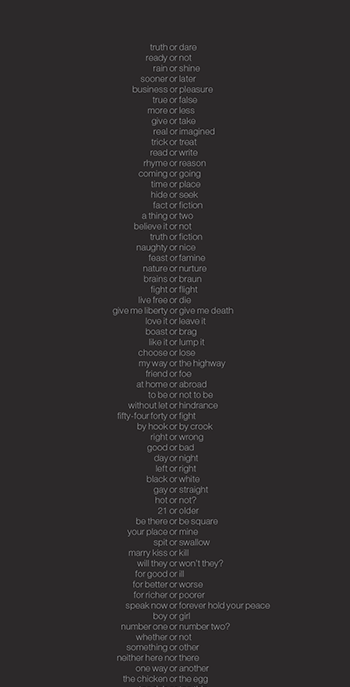 truth or dare
ready or not
rain or shine
sooner or later
business or pleasure
true or false
more or less
give or take
real or imagined
trick or treat
read or write
rhyme or reason
coming or going
time or place
hide or seek
fact or fiction
a thing or two
believe it or not
truth or fiction
naughty or nice
feast or famine
nature or nurture
brains or braun
fight or flight
live free or die
give me liberty or give me death
love it or leave it
boast or brag
like it or lump it
choose or lose
my way or the highway
friend or foe
at home or abroad
to be or not to be
without let or hindrance
fifty-four forty or fight
by hook or by crook
right or wrong
good or bad
day or night
left or right
black or white
gay or straight
hot or not?
21 or older
be there or be square
your place or mine
spit or swallow
marry kiss or kill
will they or won't they?
for good or ill
for better or worse
for richer or poorer
speak now or forever hold your peace
boy or girl
number one or number two?
whether or not
something or other
neither here nor there
one way or another
the chicken or the egg